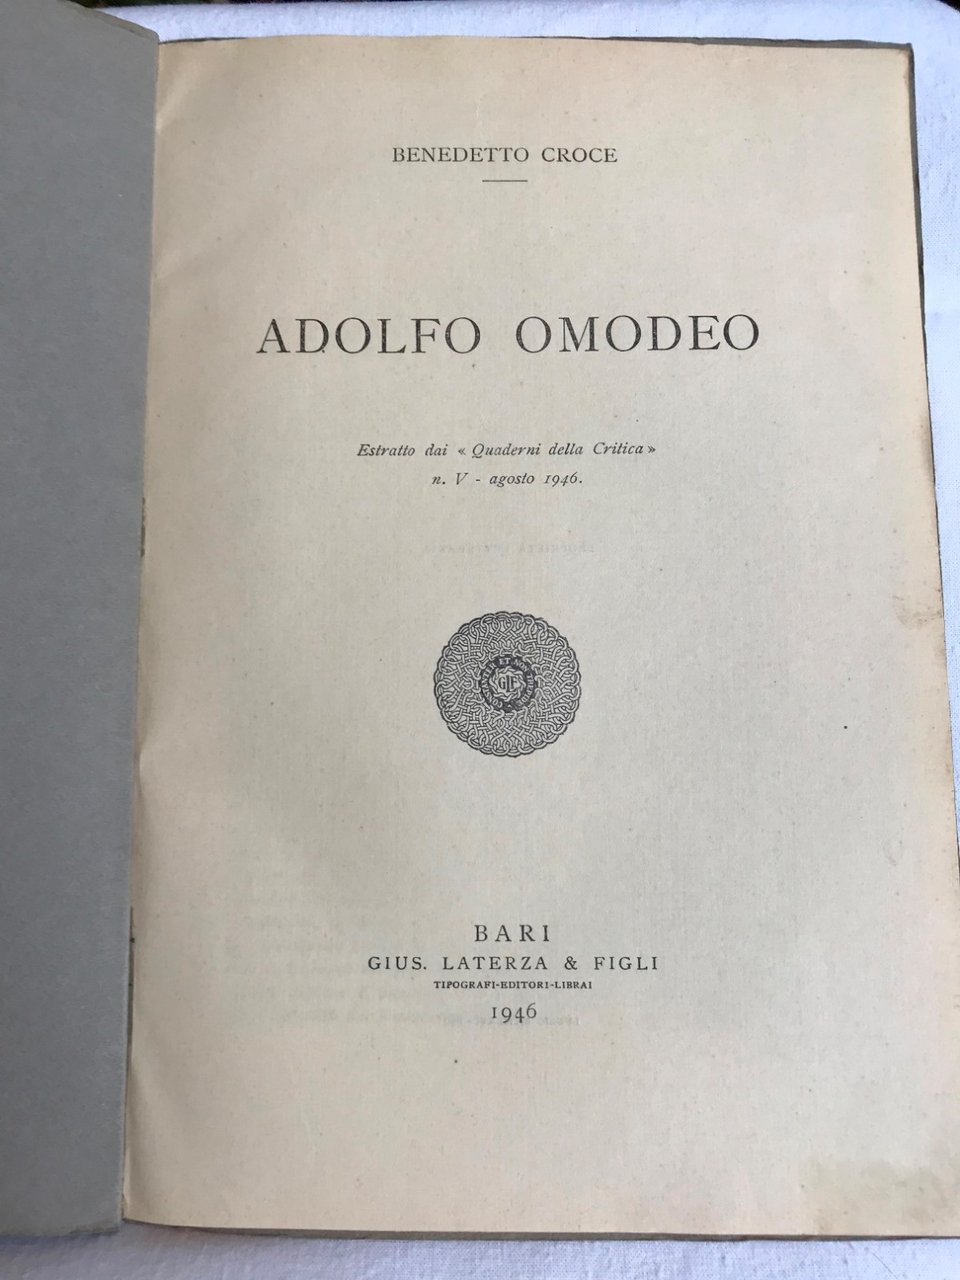 BENEDETTO CROCE
ADOLFO OMODEO
Estratto dai « Quaderni della Critica »
n. V - agosto 1946.
GLF
BARI
GIUS. LATERZA & FIGLI
TIPOGRAFI-EDITORI-LIBRAI
1946